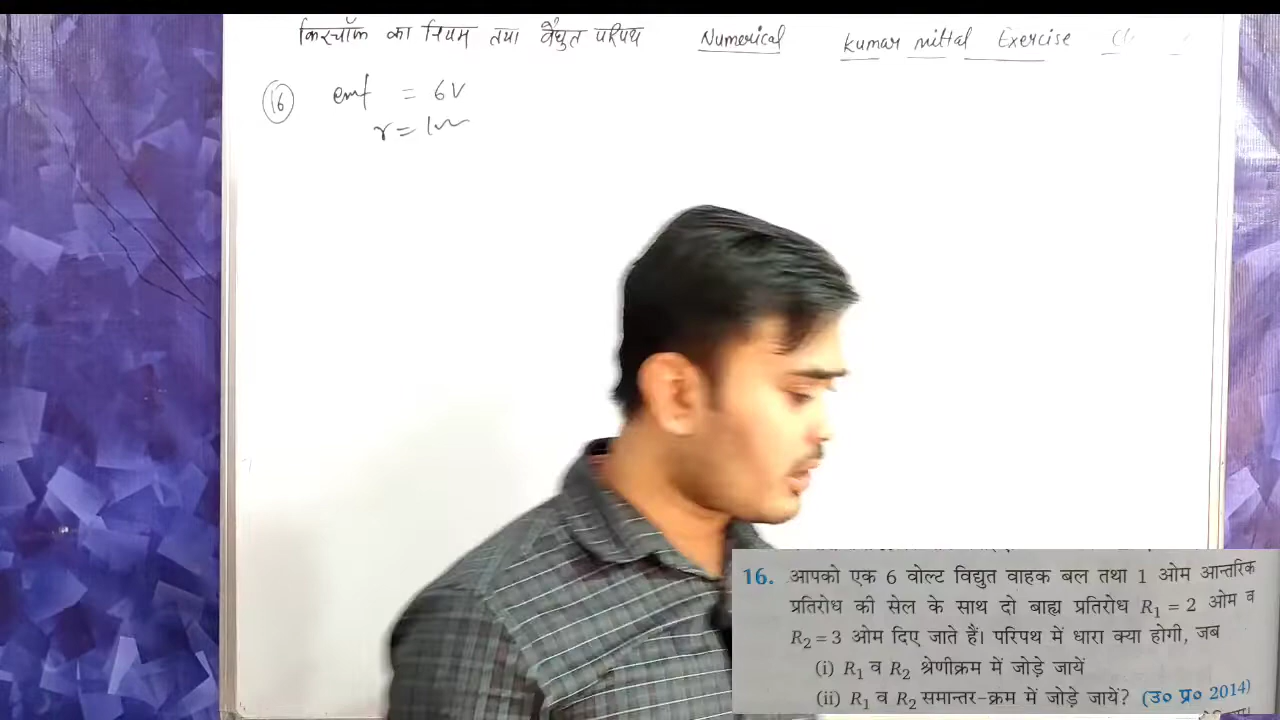 किरचॉफ का नियम तथा वैद्युत परिपथ Numerical Kumar mittal Exercise
16 emf = 6V
r = 1
16. आपको एक 6 वोल्ट विद्युत वाहक बल तथा 1 ओम आन्तरिक
प्रतिरोध की सेल के साथ दो बाह्य प्रतिरोध R₁ = 2 ओम व
R₂ = 3 ओम दिए जाते हैं। परिपथ में धारा क्या होगी, जब
(i) R₁ व R₂ श्रेणीक्रम में जोड़े जायें
(ii) R₁ व R₂ समान्तर-क्रम में जोड़े जायें? (उ० प्र० 2014)